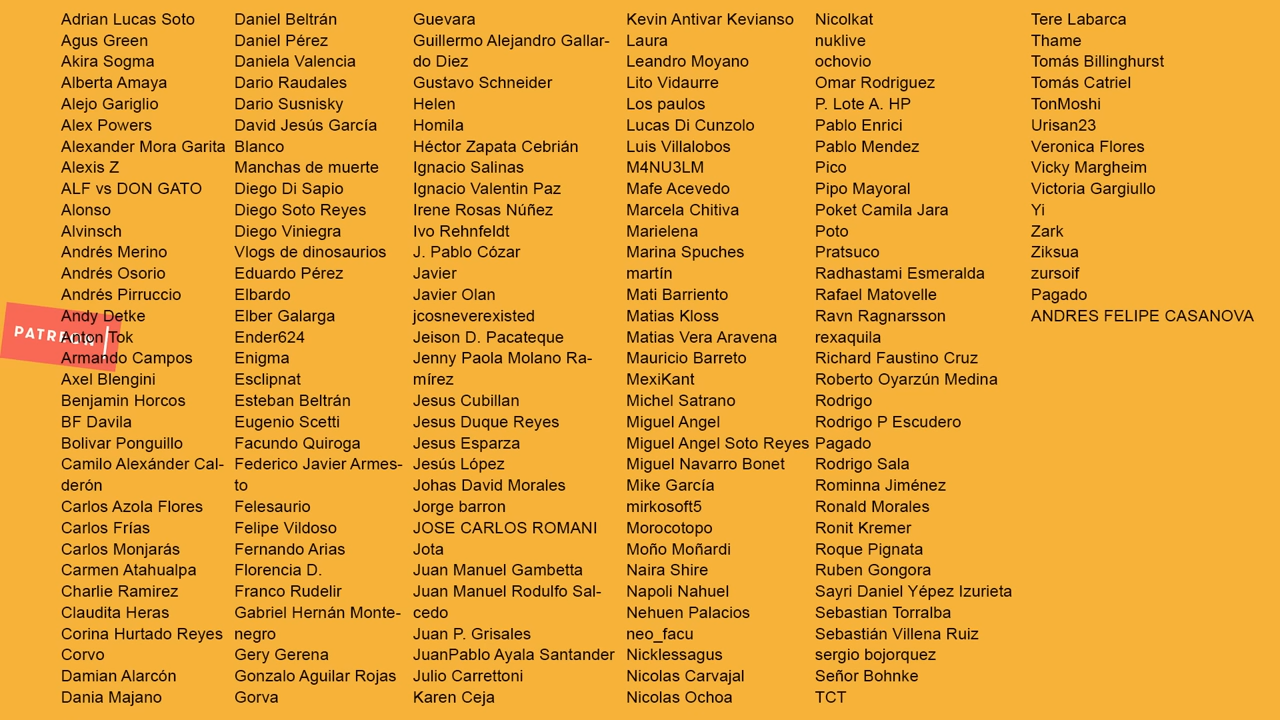 Adrian Lucas Soto
Agus Green
Akira Sogma
Alberta Amaya
Alejo Gariglio
Alex Powers
Alexander Mora Garita
Alexis Z
ALF vs DON GATO
Alonso
Alvinsch
Andrés Merino
Andrés Osorio
Andrés Pirruccio
Andy Detke
Anton Tok
Armando Campos
Axel Blengini
Benjamin Horcos
BF Davila
Bolivar Ponguillo
Camilo Alexánder Cal-
derón
Carlos Azola Flores
Carlos Frías
Carlos Monjarás
Carmen Atahualpa
Charlie Ramirez
Claudita Heras
Corina Hurtado Reyes
Corvo
Damian Alarcón
Dania Majano
PATREON
Daniel Beltrán
Daniel Pérez
Daniela Valencia
Dario Raudales
Dario Susnisky
David Jesús García
Blanco
Manchas de muerte
Diego Di Sapio
Diego Soto Reyes
Diego Viniegra
Vlogs de dinosaurios
Eduardo Pérez
Elbardo
Elber Galarga
Ender624
Enigma
Esclipnat
Esteban Beltrán
Eugenio Scetti
Facundo Quiroga
Federico Javier Armes-
to
Felesaurio
Felipe Vildoso
Fernando Arias
Florencia D.
Franco Rudelir
Gabriel Hernán Monte-
negro
Gery Gerena
Gonzalo Aguilar Rojas
Gorva
Guevara
Guillermo Alejandro Gallar-
do Diez
Gustavo Schneider
Helen
Homila
Héctor Zapata Cebrián
Ignacio Salinas
Ignacio Valentin Paz
Irene Rosas Núñez
Ivo Rehnfeldt
J. Pablo Cózar
Javier
Javier Olan
jcosneverexisted
Jeison D. Pacateque
Jenny Paola Molano Ra-
mírez
Jesus Cubillan
Jesus Duque Reyes
Jesus Esparza
Jesús López
Johas David Morales
Jorge barron
JOSE CARLOS ROMANI
Jota
Juan Manuel Gambetta
Juan Manuel Rodulfo Sal-
cedo
Juan P. Grisales
JuanPablo Ayala Santander
Julio Carrettoni
Karen Ceja
Kevin Antivar Kevianso
Laura
Leandro Moyano
Lito Vidaurre
Los paulos
Lucas Di Cunzolo
Luis Villalobos
M4NU3LM
Mafe Acevedo
Marcela Chitiva
Marielena
Marina Spuches
martín
Mati Barriento
Matias Kloss
Matias Vera Aravena
Mauricio Barreto
MexiKant
Michel Satrano
Miguel Angel
Miguel Angel Soto Reyes
Miguel Navarro Bonet
Mike García
mirkosoft5
Morocotopo
Moño Moñardi
Naira Shire
Napoli Nahuel
Nehuen Palacios
neo_facu
Nicklessagus
Nicolas Carvajal
Nicolas Ochoa
Nicolkat
nuklive
ochovio
Omar Rodriguez
P. Lote A. HP
Pablo Enrici
Pablo Mendez
Pico
Pipo Mayoral
Poket Camila Jara
Poto
Pratsuco
Radhastami Esmeralda
Rafael Matovelle
Ravn Ragnarsson
rexaquila
Richard Faustino Cruz
Roberto Oyarzún Medina
Rodrigo
Rodrigo P Escudero
Pagado
Rodrigo Sala
Rominna Jiménez
Ronald Morales
Ronit Kremer
Roque Pignata
Ruben Gongora
Sayri Daniel Yépez Izurieta
Sebastian Torralba
Sebastián Villena Ruiz
sergio bojorquez
Señor Bohnke
TCT
Tere Labarca
Thame
Tomás Billinghurst
Tomás Catriel
TonMoshi
Urisan23
Veronica Flores
Vicky Margheim
Victoria Gargiullo
Yi
Zark
Ziksua
zursoif
Pagado
ANDRES FELIPE CASANOVA